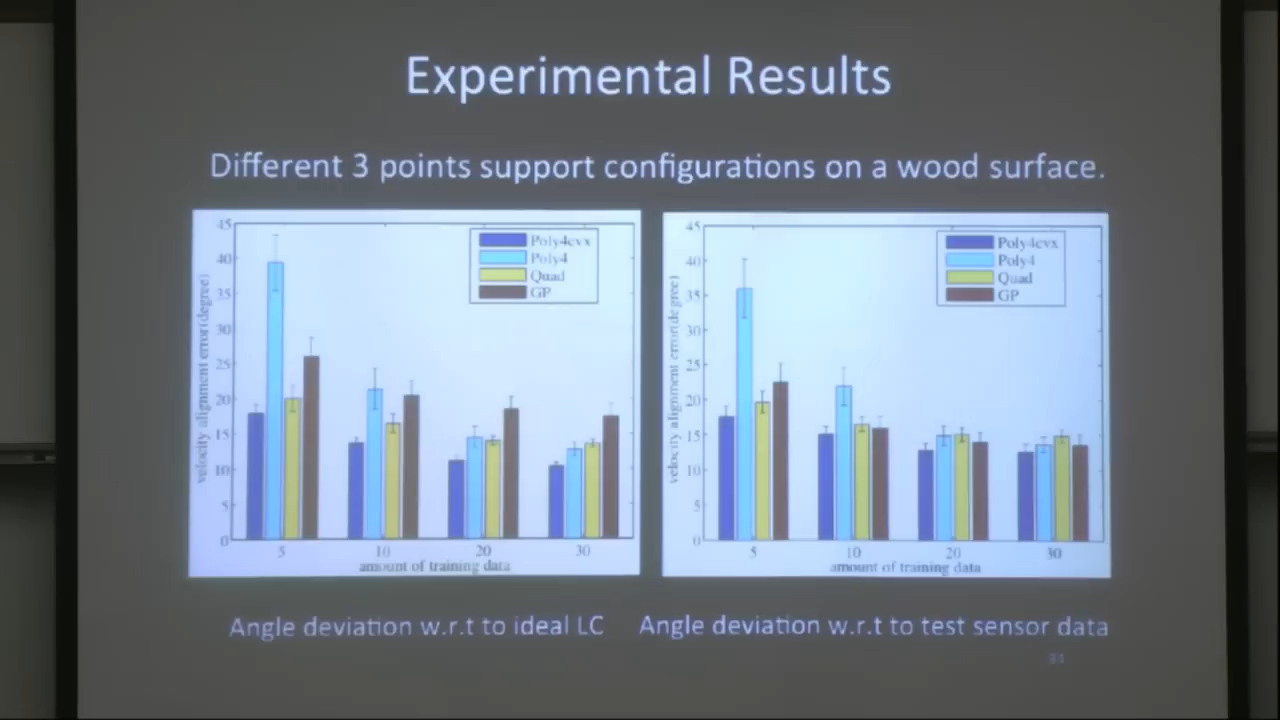 Experimental Results
Different 3 points support configurations on a wood surface.
45
40
35
30
25
20
15
10
5
0
velocity alignment error(degree)
Poly4cvx
Poly4
Quad
GP
5 10 20 30
amount of training data
45
40
35
30
25
20
15
10
5
0
velocity alignment error(degree)
Poly4cvx
Poly4
Quad
GP
5 10 20 30
amount of training data
Angle deviation w.r.t to ideal LC
Angle deviation w.r.t to test sensor data